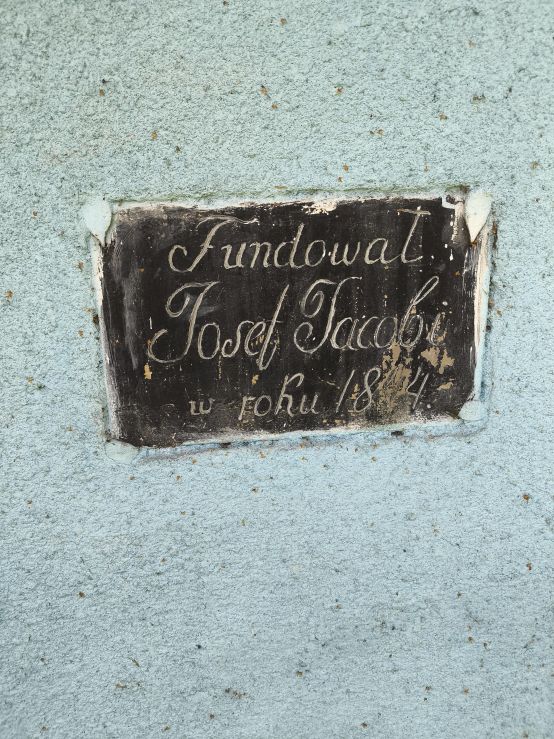 Fundował
Josef Jacobi
w roku